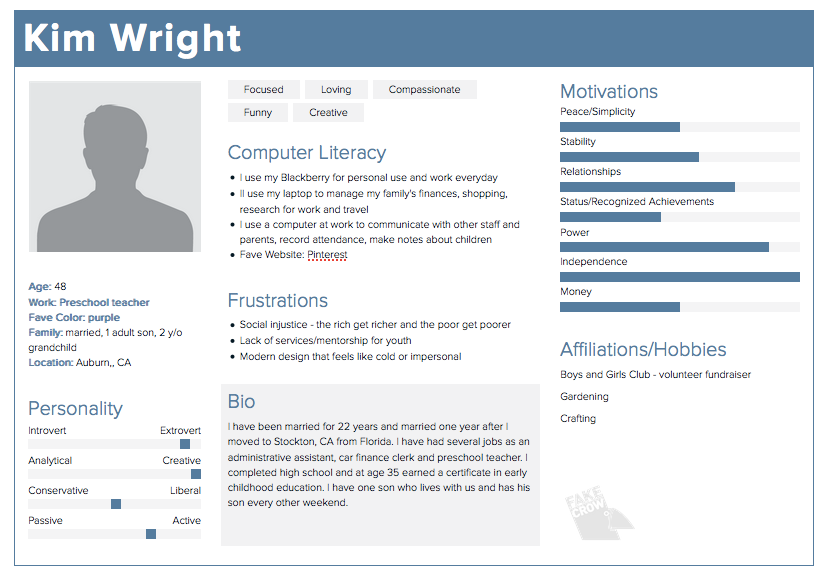 Kim Wright
Age: 48
Work: Preschool teacher
Fave Color: purple
Family: married, 1 adult son, 2 y/o
grandchild
Location: Auburn,, CA
Personality
Introvert Extrovert
Analytical Creative
Conservative Liberal
Passive Active
Focused Loving Compassionate
Funny Creative
Computer Literacy
• I use my Blackberry for personal use and work everyday
• II use my laptop to manage my family's finances, shopping,
research for work and travel
• I use a computer at work to communicate with other staff and
parents, record attendance, make notes about children
• Fave Website: Pinterest
Frustrations
• Social injustice - the rich get richer and the poor get poorer
• Lack of services/mentorship for youth
• Modern design that feels like cold or impersonal
Bio
I have been married for 22 years and married one year after I
moved to Stockton, CA from Florida. I have had several jobs as an
administrative assistant, car finance clerk and preschool teacher. I
completed high school and at age 35 earned a certificate in early
childhood education. I have one son who lives with us and has his
son every other weekend.
Motivations
Peace/Simplicity
Stability
Relationships
Status/Recognized Achievements
Power
Independence
Money
Affiliations/Hobbies
Boys and Girls Club - volunteer fundraiser
Gardening
Crafting
FAKE
CROW